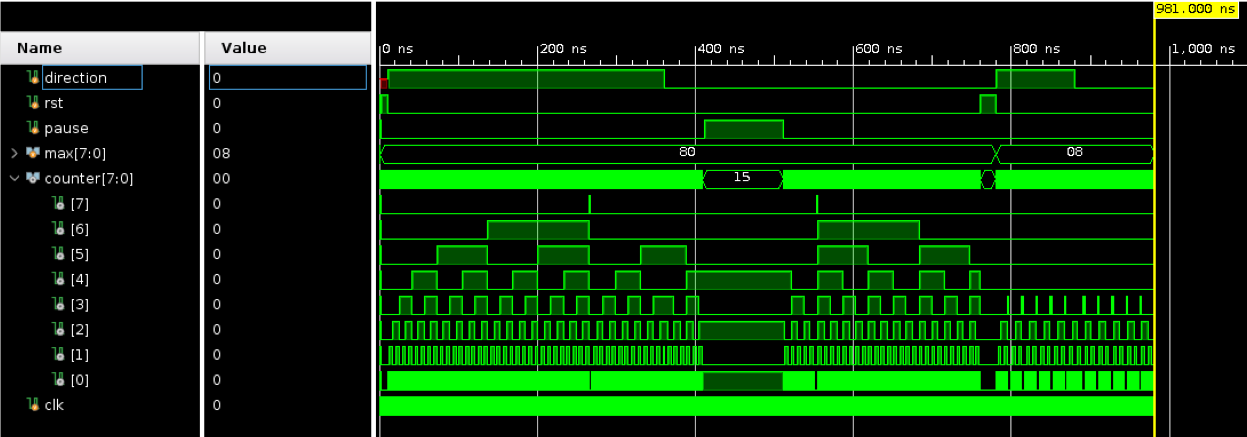 981.000 ns
Name Value
0 ns 200 ns 400 ns 600 ns 800 ns 1,000 ns
direction 0
rst 0
pause 0
max[7:0] 08 80 08
counter[7:0] 00 15
[7] 0
[6] 0
[5] 0
[4] 0
[3] 0
[2] 0
[1] 0
[0] 0
clk 0